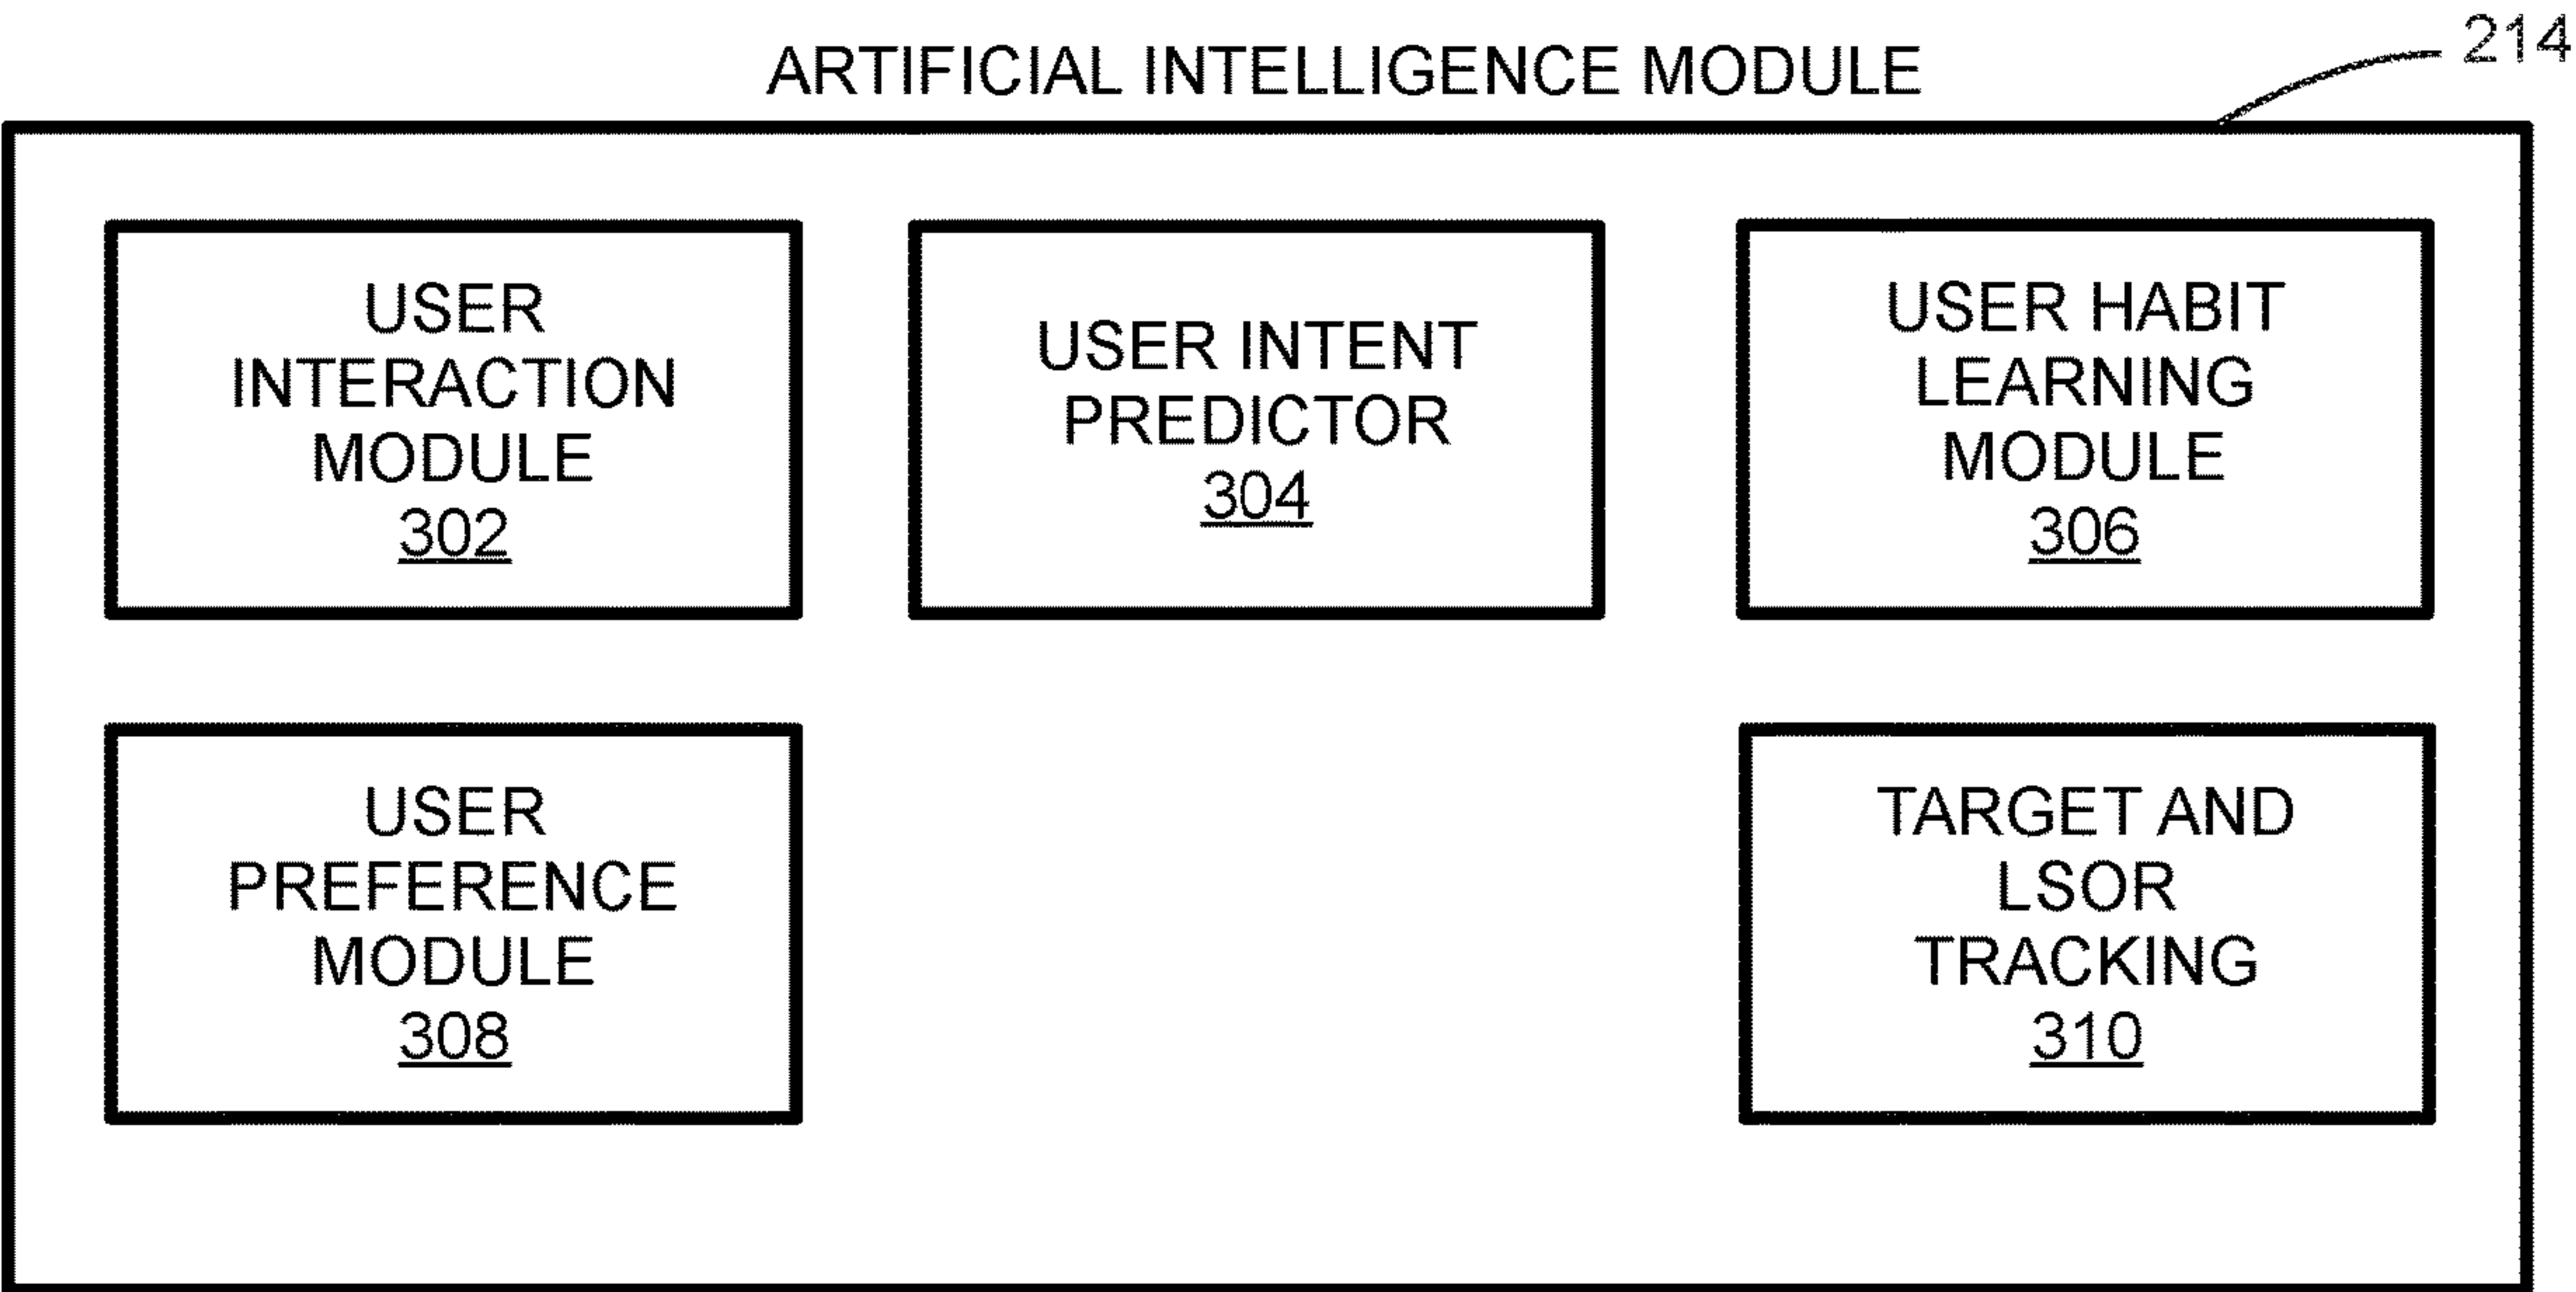 214
ARTIFICIAL INTELLIGENCE MODULE
USER
INTERACTION
MODULE
302
USER INTENT
PREDICTOR
304
USER HABIT
LEARNING
MODULE
306
USER
PREFERENCE
MODULE
308
TARGET AND
LSOR
TRACKING
310